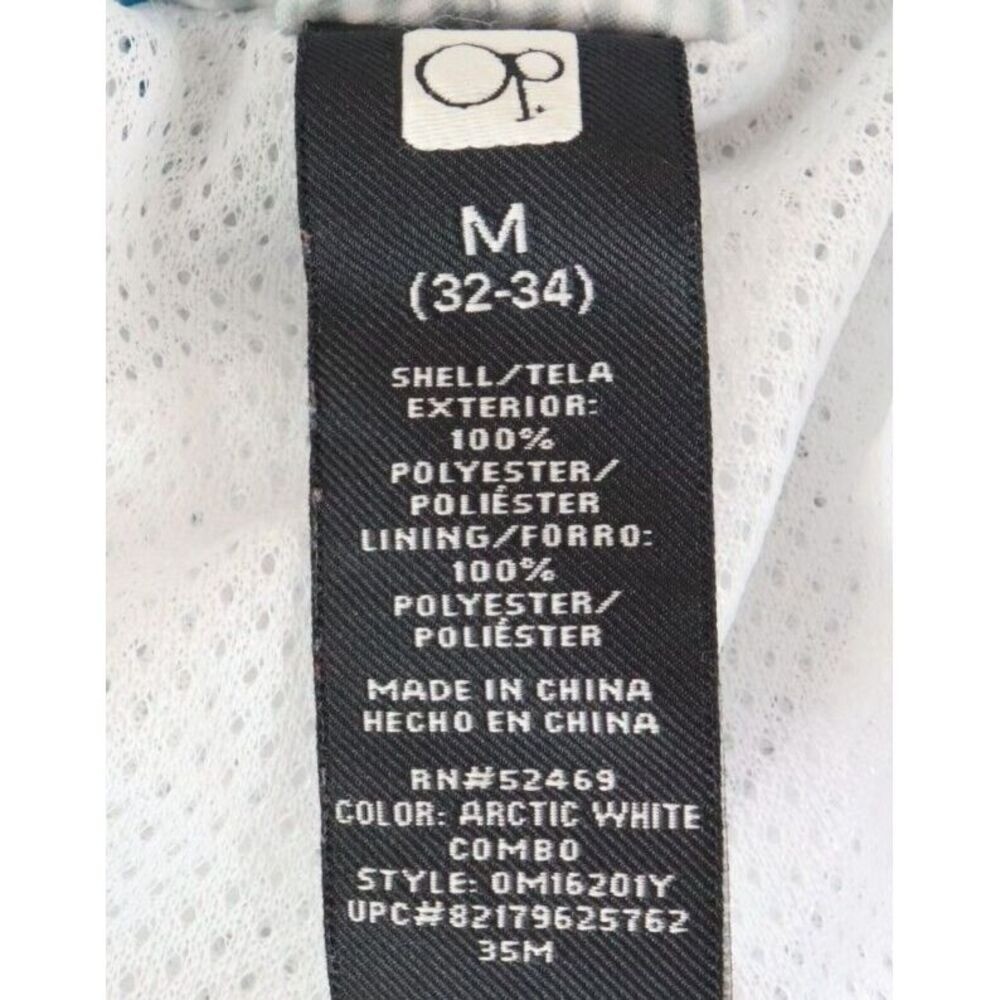 Op.
M
(32-34)
SHELL/TELA
EXTERIOR:
100%
POLYESTER/
POLIÉSTER
LINING/FORRO:
100%
POLYESTER/
POLIÉSTER
MADE IN CHINA
HECHO EN CHINA
RN#52469
COLOR: ARCTIC WHITE
COMBO
STYLE: OM16201Y
UPC#82179625762
35M